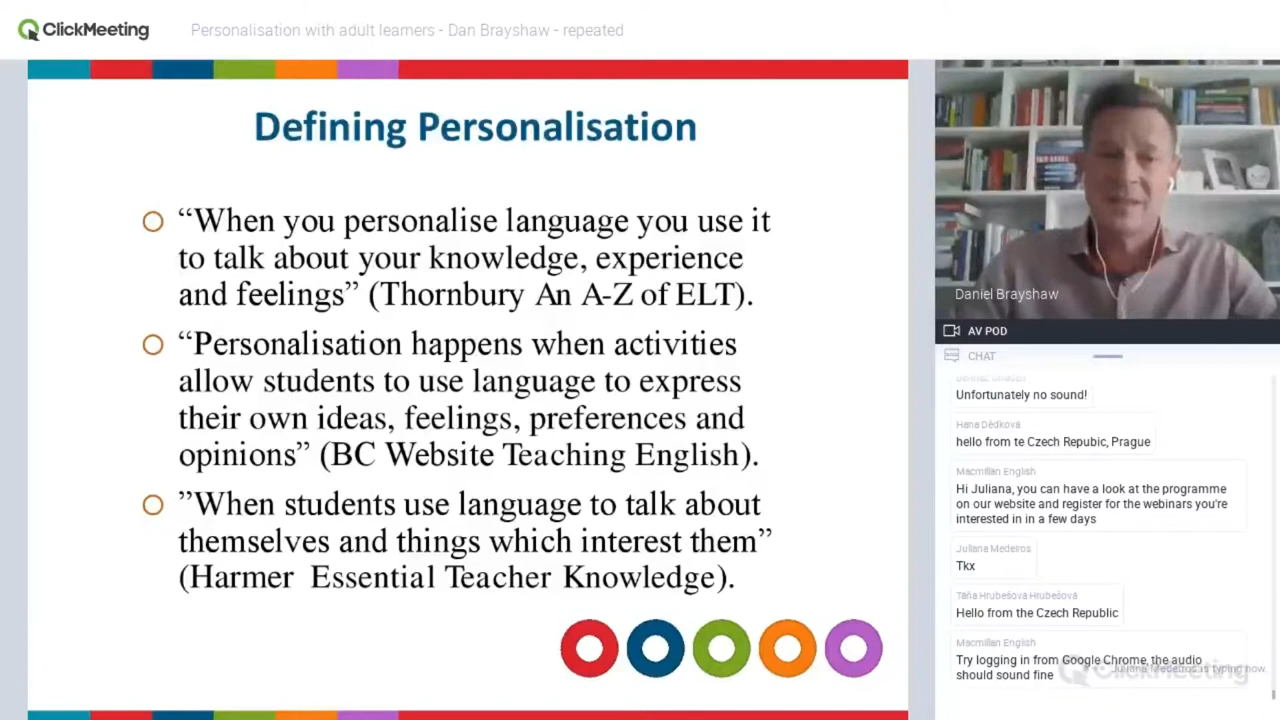 ClickMeeting
Personalisation with adult learners - Dan Brayshaw - repeated
Defining Personalisation
“When you personalise language you use it
to talk about your knowledge, experience
and feelings” (Thornbury An A-Z of ELT).
“Personalisation happens when activities
allow students to use language to express
their own ideas, feelings, preferences and
opinions” (BC Website Teaching English).
”When students use language to talk about
themselves and things which interest them”
(Harmer Essential Teacher Knowledge).
Daniel Brayshaw
AV POD
CHAT
Unfortunately no sound!
Hana Dědková
hello from te Czech Repubic, Prague
Macmillan English
Hi Juliana, you can have a look at the programme
on our website and register for the webinars you're
interested in in a few days
Juliana Medeiros
Tkx
Táňa Hrubešová Hrubešová
Hello from the Czech Republic
Macmillan English
Try logging in from Google Chrome, the audio
should sound fine
Juliana Medeiros is typing now.
ClickMeeting